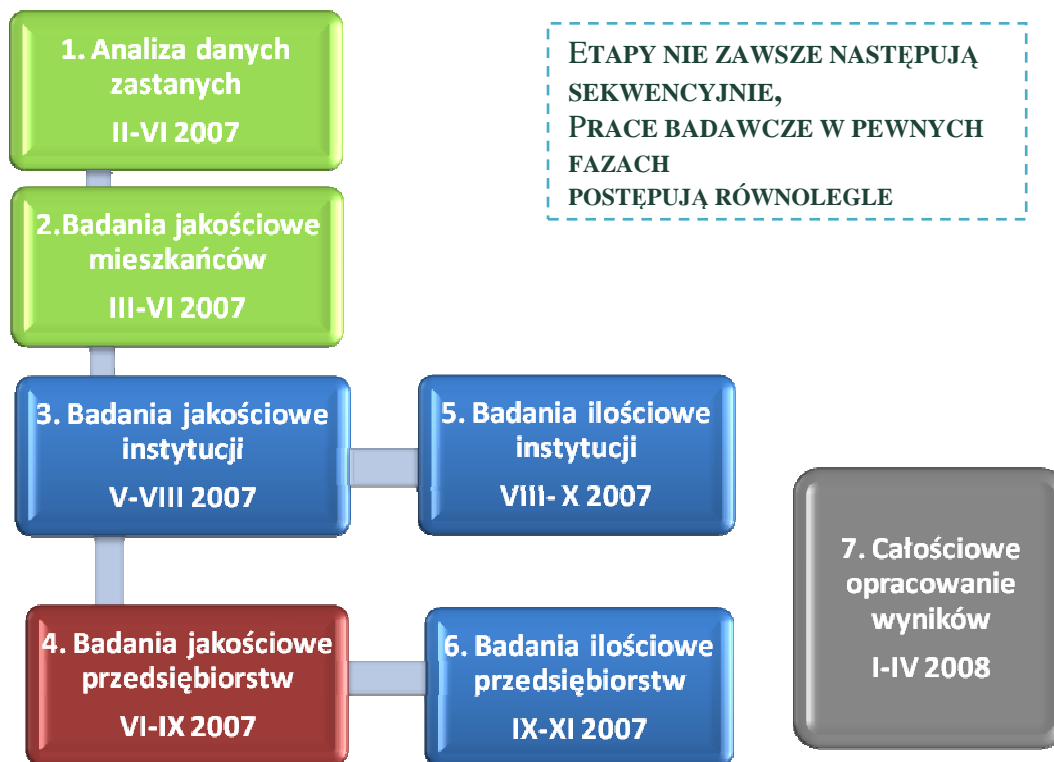 1. Analiza danych
zastanych
II-VI 2007
ETAPY NIE ZAWSZE NASTĘPUJĄ
SEKWENCYJNIE,
PRACE BADAWCZE W PEWNYCH
FAZACH
POSTĘPUJĄ RÓWNOLEGLE
2.Badania jakościowe
mieszkańców
III-VI 2007
3. Badania jakościowe
instytucji
V-VIII 2007
5. Badania ilościowe
instytucji
VIII- X 2007
4. Badania jakościowe
przedsiębiorstw
VI-IX 2007
6. Badania ilościowe
przedsiębiorstw
IX-XI 2007
7. Całościowe
opracowanie
wyników
I-IV 2008